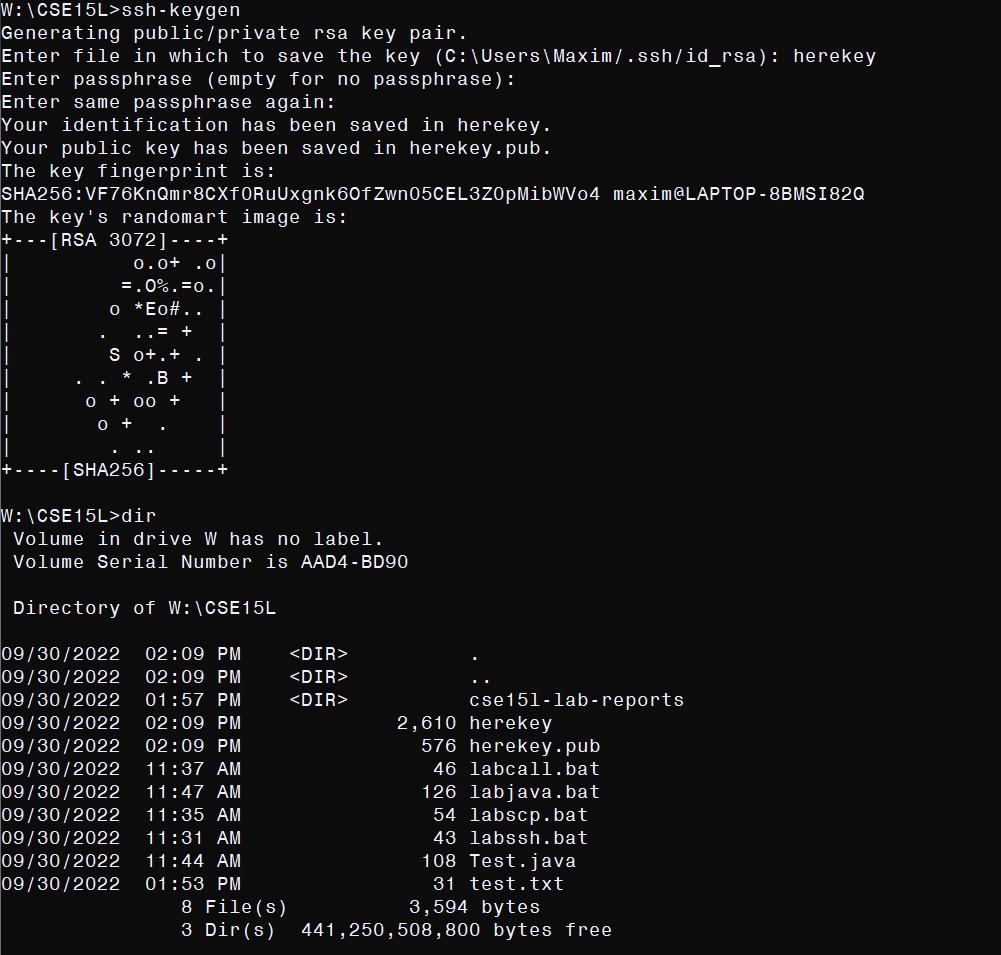 W:\CSE15L>ssh-keygen
Generating public/private rsa key pair.
Enter file in which to save the key (C:\Users\Maxim/.ssh/id_rsa): herekey
Enter passphrase (empty for no passphrase):
Enter same passphrase again:
Your identification has been saved in herekey.
Your public key has been saved in herekey.pub.
The key fingerprint is:
SHA256:VF76KnQmr8CXf0RuUxgnk6OfZwn05CEL3Z0pMibWVo4 maxim@LAPTOP-8BMSI82Q
The key's randomart image is:
+---[RSA 3072]----+
|          o.o+ .o|
|         =.O%.=o.|
|        o *Eo#.. |
|       .  ..= +  |
|        S o+.+ . |
|     . . * .B +  |
|      o + oo +   |
|       o +  .    |
|        . ..     |
+----[SHA256]-----+
W:\CSE15L>dir
 Volume in drive W has no label.
 Volume Serial Number is AAD4-BD90
 Directory of W:\CSE15L
09/30/2022  02:09 PM    <DIR>          .
09/30/2022  02:09 PM    <DIR>          ..
09/30/2022  01:57 PM    <DIR>          cse15l-lab-reports
09/30/2022  02:09 PM             2,610 herekey
09/30/2022  02:09 PM               576 herekey.pub
09/30/2022  11:37 AM                46 labcall.bat
09/30/2022  11:47 AM               126 labjava.bat
09/30/2022  11:35 AM                54 labscp.bat
09/30/2022  11:31 AM                43 labssh.bat
09/30/2022  11:44 AM               108 Test.java
09/30/2022  01:53 PM                31 test.txt
               8 File(s)          3,594 bytes
               3 Dir(s)  441,250,508,800 bytes free